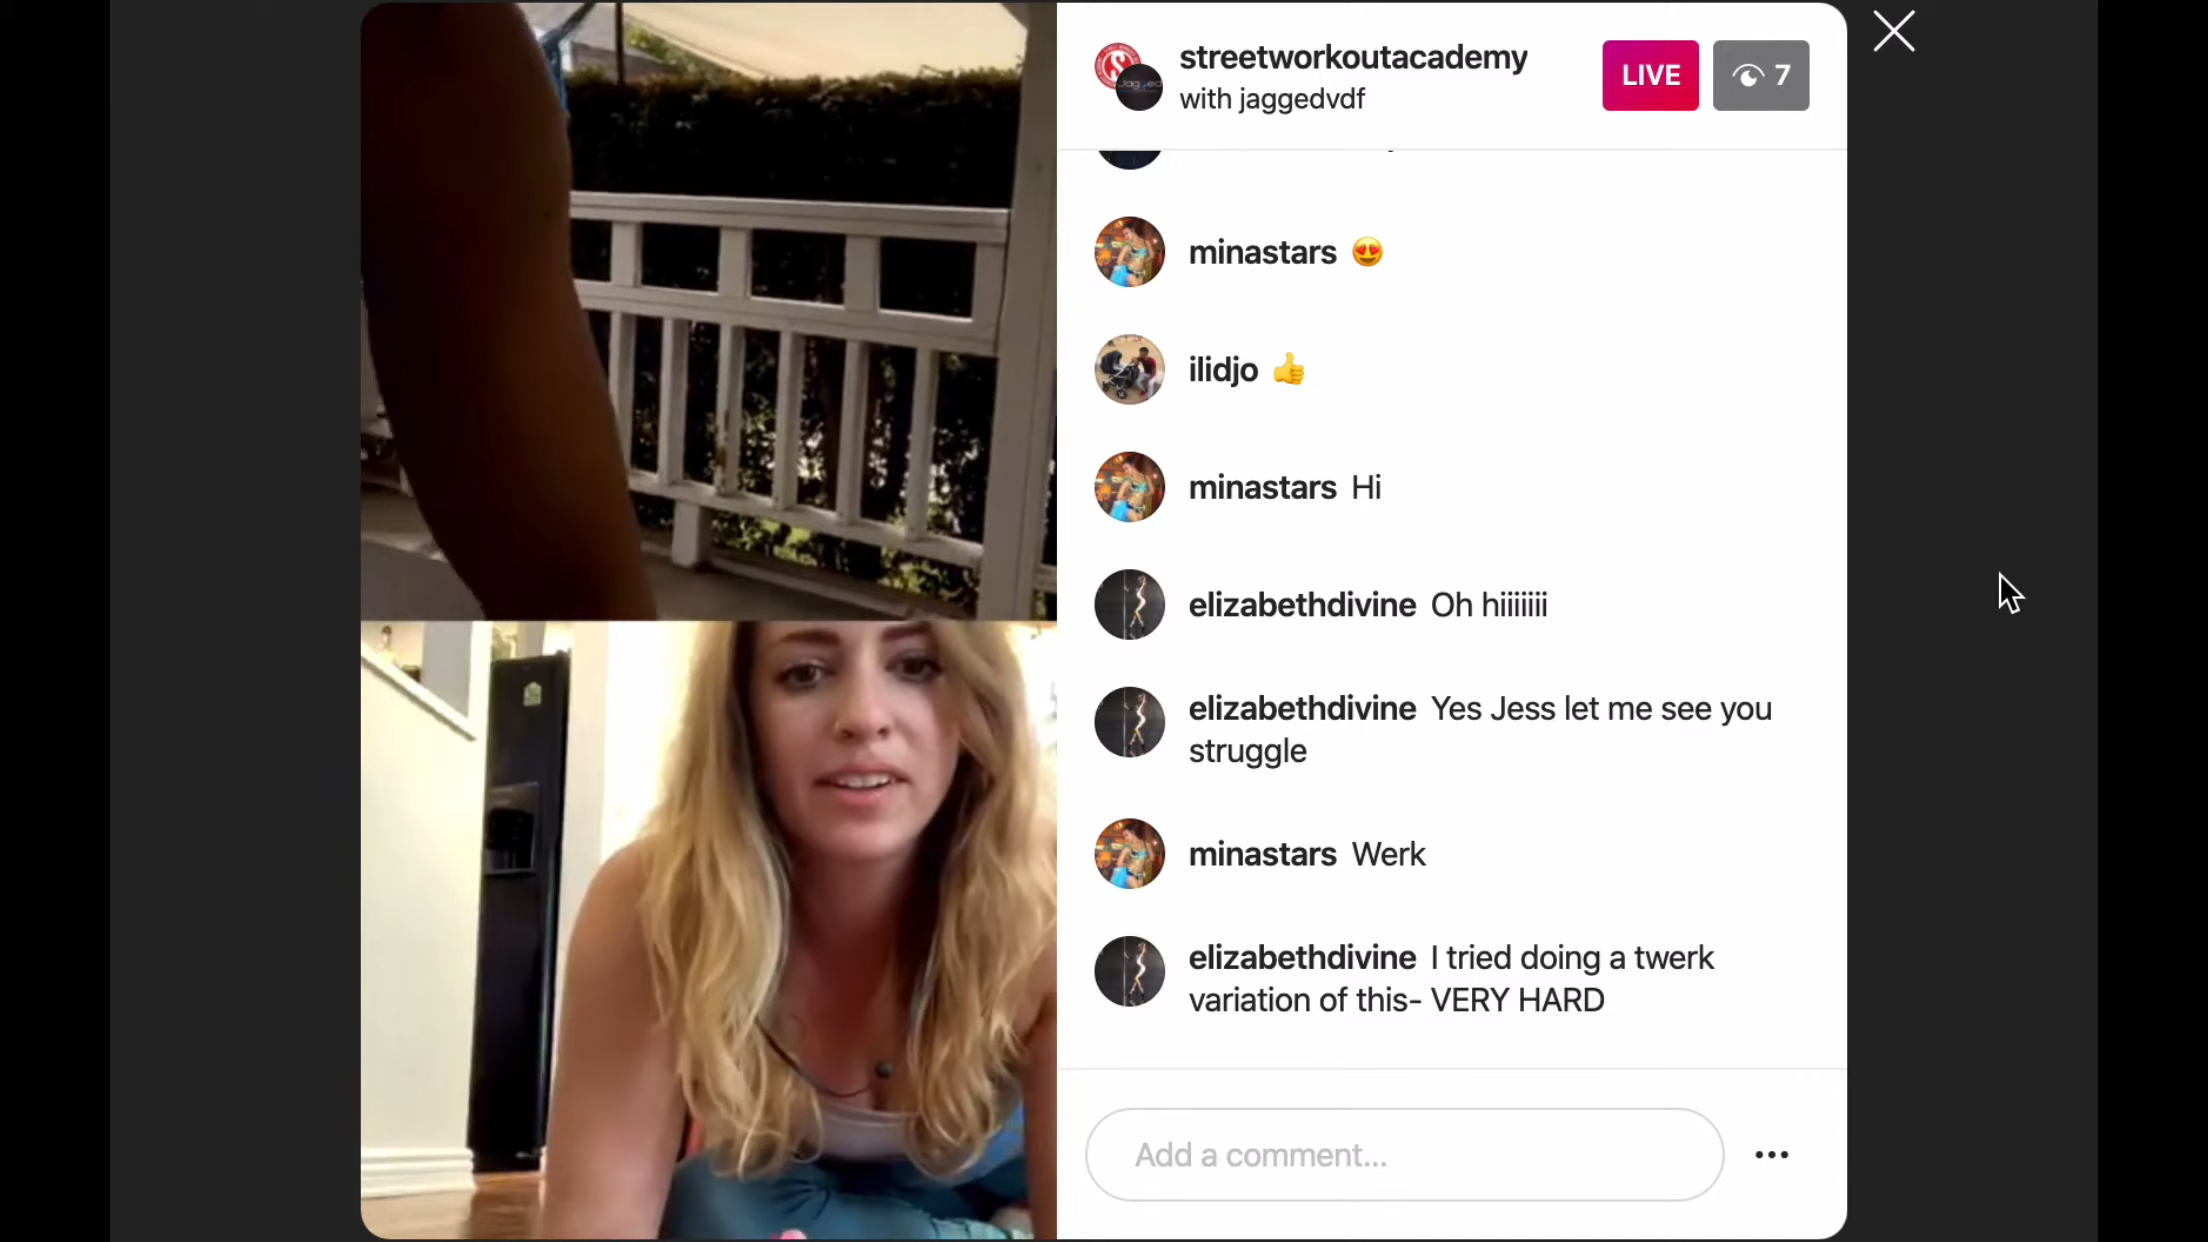 streetworkoutacademy
with jaggedvdf
LIVE
7
minastars 😍
ilidjo 👍
minastars Hi
elizabethdivine Oh hiiiiiii
elizabethdivine Yes Jess let me see you
struggle
minastars Werk
elizabethdivine I tried doing a twerk
variation of this- VERY HARD
Add a comment...